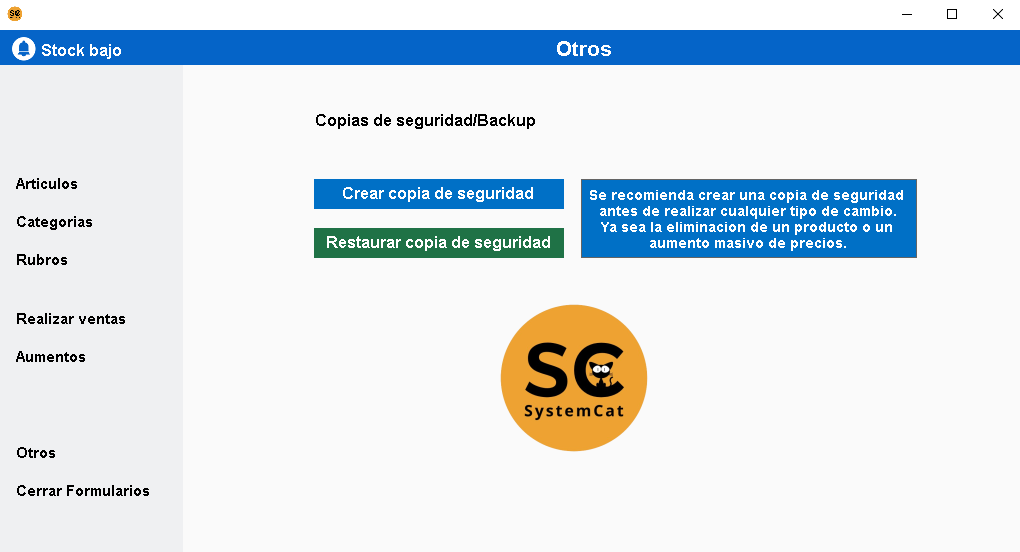 SC
Stock bajo
Otros
Copias de seguridad/Backup
Articulos
Categorias
Rubros
Realizar ventas
Aumentos
Otros
Cerrar Formularios
Crear copia de seguridad
Restaurar copia de seguridad
Se recomienda crear una copia de seguridad
antes de realizar cualquier tipo de cambio.
Ya sea la eliminacion de un producto o un
aumento masivo de precios.
SC
SystemCat